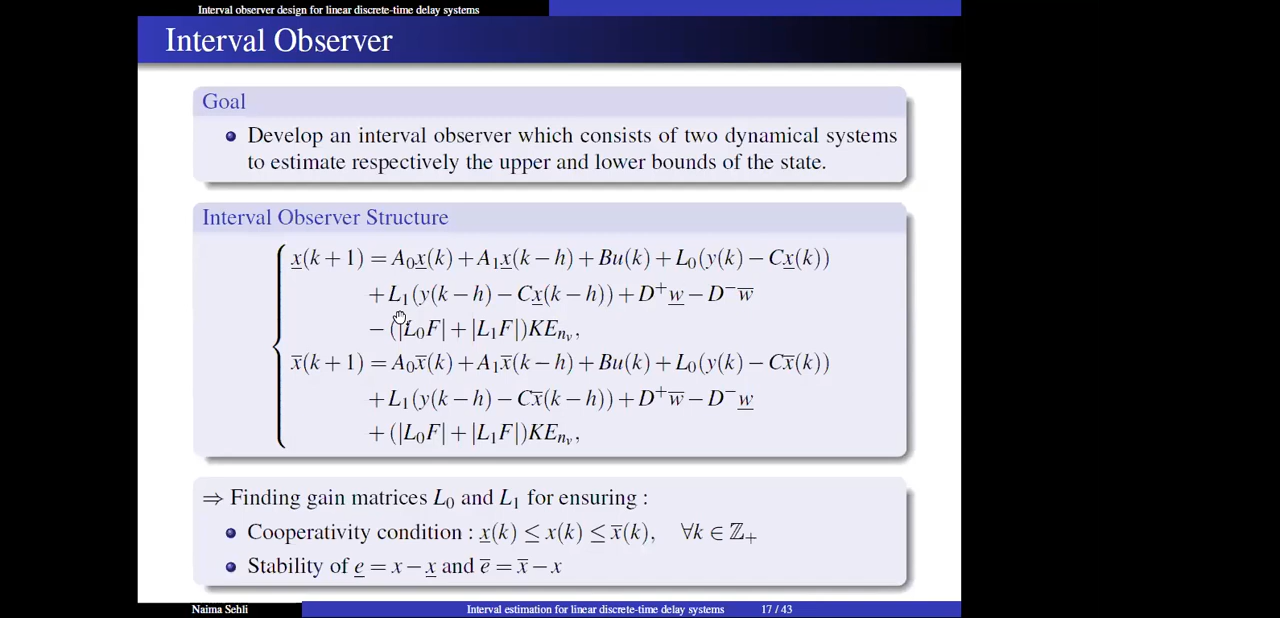 Interval observer design for linear discrete-time delay systems
Interval Observer
Goal
Develop an interval observer which consists of two dynamical systems
to estimate respectively the upper and lower bounds of the state.
Interval Observer Structure
x̲(k+1) = A₀x̲(k) + A₁x̲(k−h) + Bu(k) + L₀(y(k) − Cx̲(k))
+ L₁(y(k−h) − Cx̲(k−h)) + D⁺w̲ − D⁻w̅
− (|L₀F| + |L₁F|)KE_{n_v},
x̅(k+1) = A₀x̅(k) + A₁x̅(k−h) + Bu(k) + L₀(y(k) − Cx̅(k))
+ L₁(y(k−h) − Cx̅(k−h)) + D⁺w̅ − D⁻w̲
+ (|L₀F| + |L₁F|)KE_{n_v},
⇒ Finding gain matrices L₀ and L₁ for ensuring :
Cooperativity condition : x̲(k) ≤ x(k) ≤ x̅(k), ∀k ∈ ℤ₊
Stability of e̲ = x − x̲ and e̅ = x̅ − x
Naima Sehli Interval estimation for linear discrete-time delay systems 17 / 43